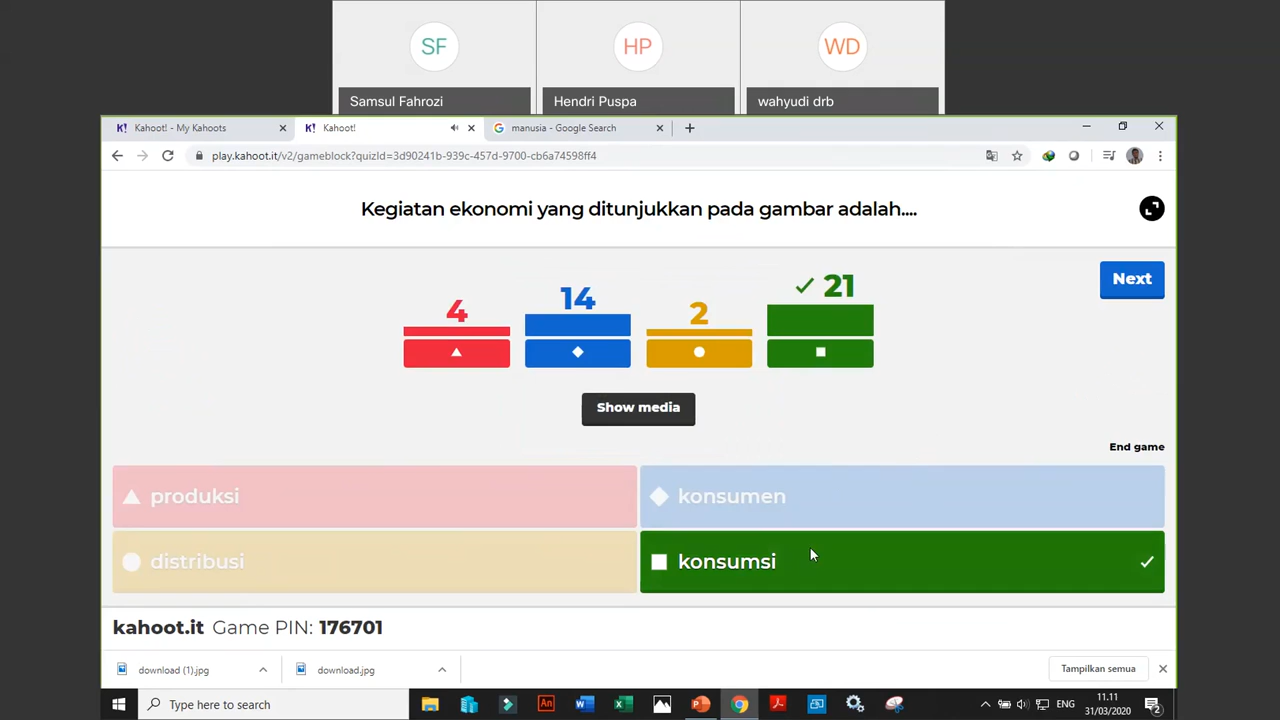 SF
HP
WD
Samsul Fahrozi
Hendri Puspa
wahyudi drb
K! Kahoot! - My Kahoots
K! Kahoot!
G manusia - Google Search
play.kahoot.it/v2/gameblock?quizId=3d90241b-939c-457d-9700-cb6a74598ff4
Kegiatan ekonomi yang ditunjukkan pada gambar adalah....
Next
4
14
2
21
Show media
End game
produksi
konsumen
distribusi
konsumsi
kahoot.it Game PIN: 176701
download (1).jpg
download.jpg
Tampilkan semua
Type here to search
An
ENG
11.11
31/03/2020
2